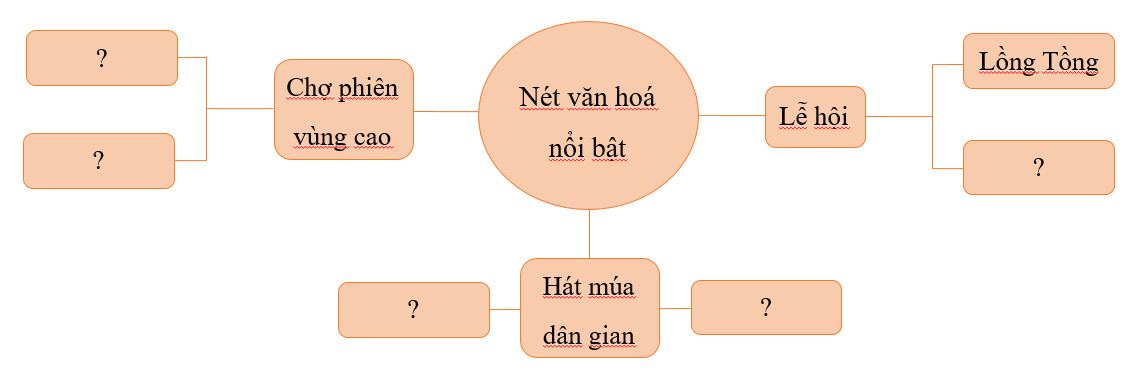 ?
?
Chợ phiên
vùng cao
Nét văn hoá
nổi bật
Lễ hội
Lồng Tồng
?
?
Hát múa
dân gian
?